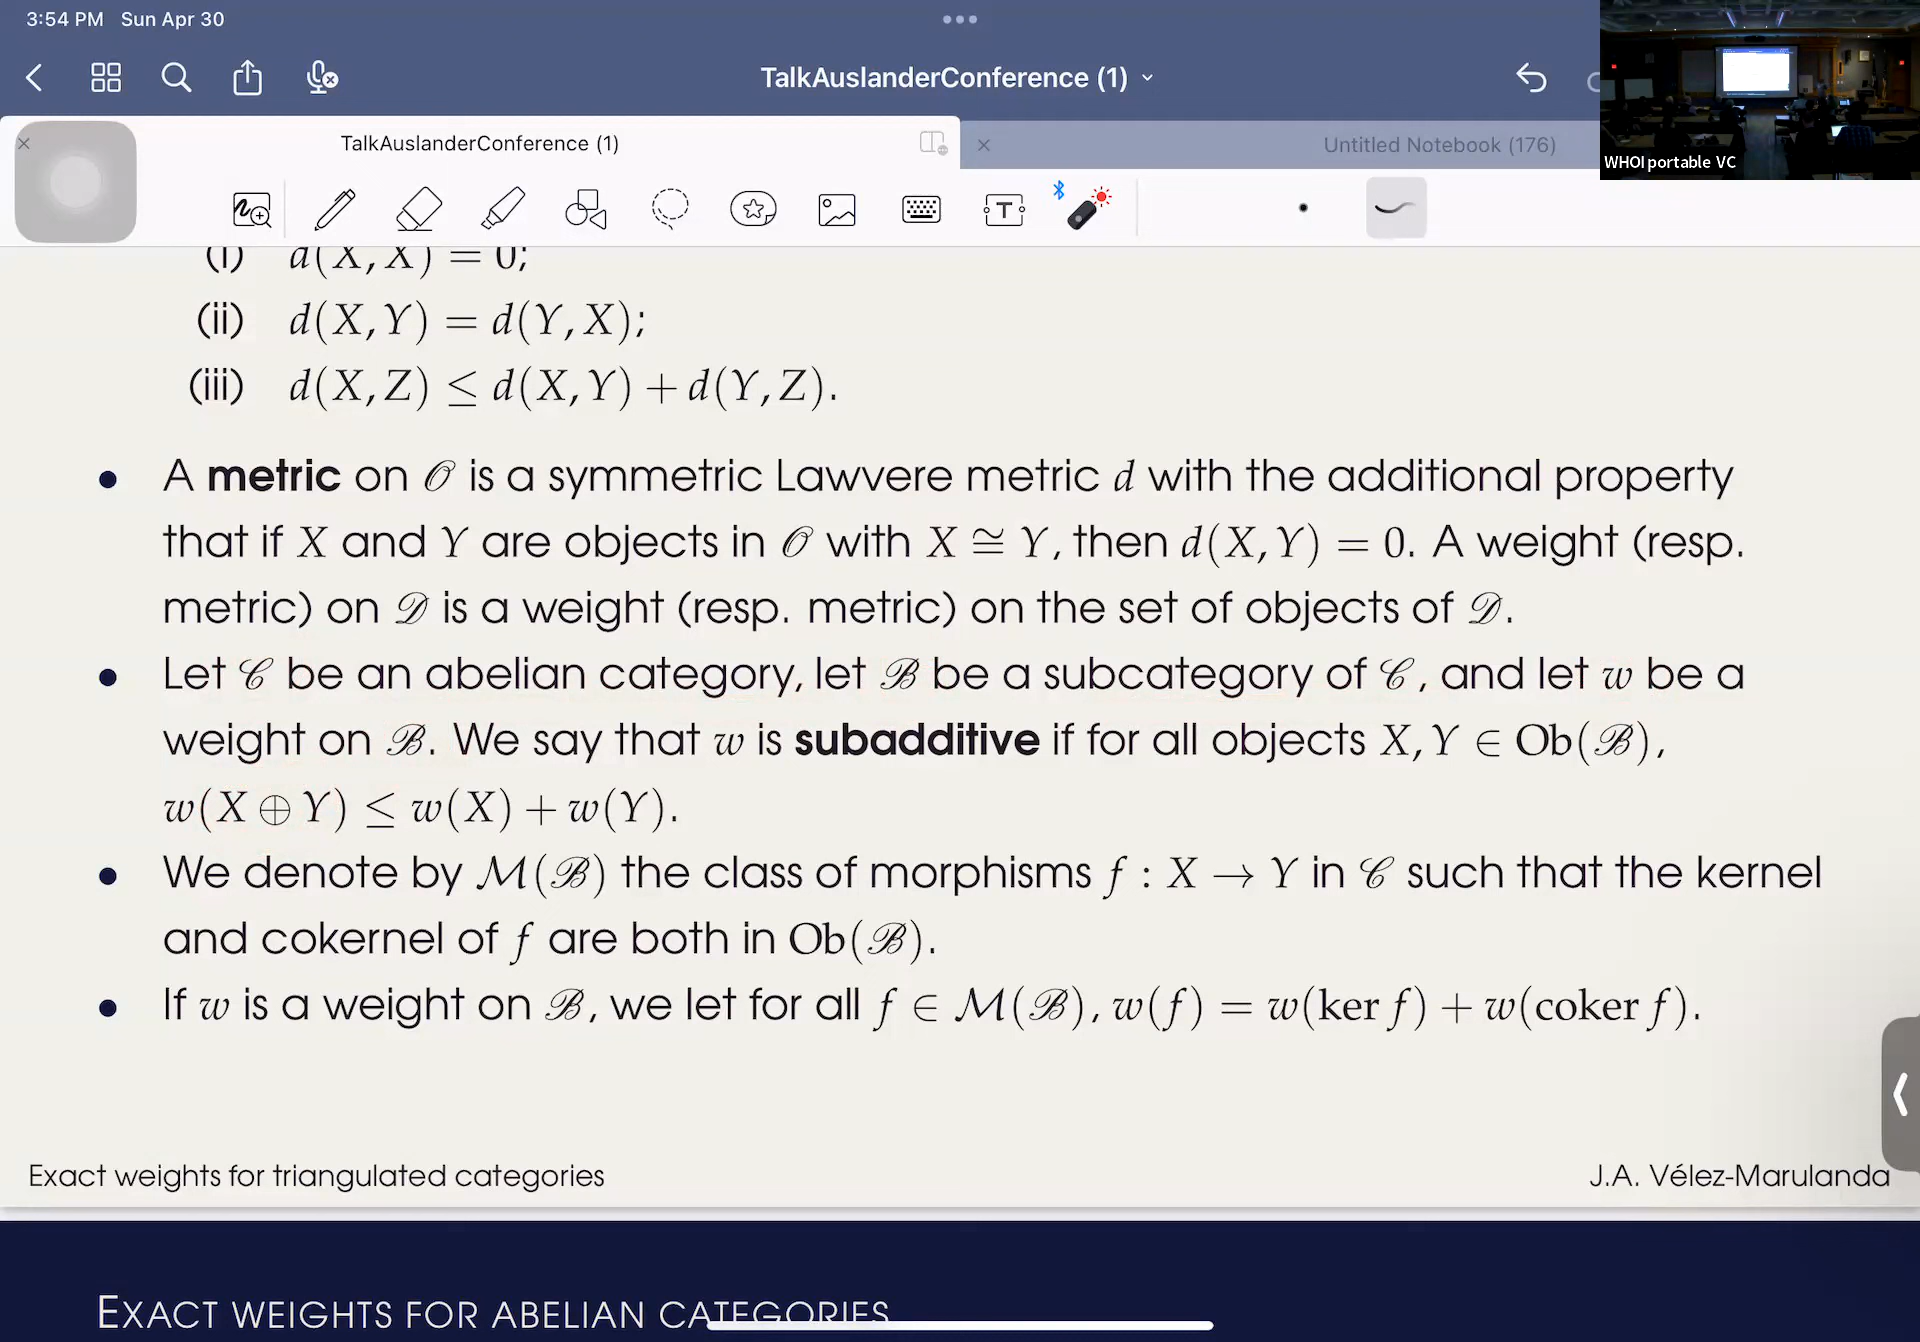 3:54 PM Sun Apr 30
TalkAuslanderConference (1)
WHOI portable VC
TalkAuslanderConference (1)
Untitled Notebook (176)
(i) d(X, X) = 0;
(ii) d(X, Y) = d(Y, X);
(iii) d(X, Z) ≤ d(X, Y) + d(Y, Z).
• A metric on 𝒪 is a symmetric Lawvere metric d with the additional property
that if X and Y are objects in 𝒪 with X ≅ Y, then d(X, Y) = 0. A weight (resp.
metric) on 𝒟 is a weight (resp. metric) on the set of objects of 𝒟.
• Let 𝒞 be an abelian category, let ℬ be a subcategory of 𝒞, and let w be a
weight on ℬ. We say that w is subadditive if for all objects X, Y ∈ Ob(ℬ),
w(X ⊕ Y) ≤ w(X) + w(Y).
• We denote by ℳ(ℬ) the class of morphisms f : X → Y in 𝒞 such that the kernel
and cokernel of f are both in Ob(ℬ).
• If w is a weight on ℬ, we let for all f ∈ ℳ(ℬ), w(f) = w(ker f) + w(coker f).
Exact weights for triangulated categories
J.A. Vélez-Marulanda
EXACT WEIGHTS FOR ABELIAN CATEGORIES